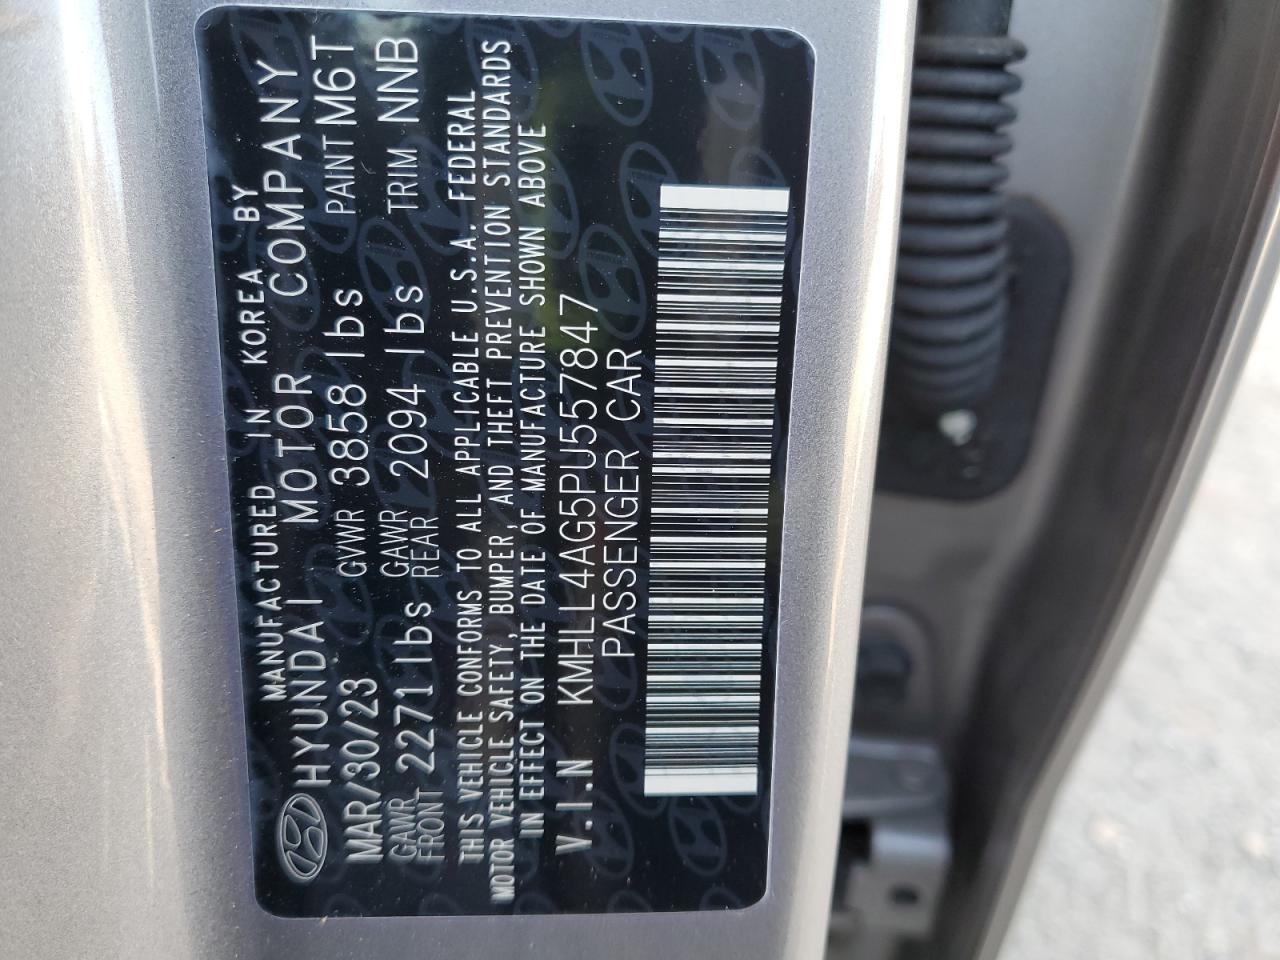 MANUFACTURED IN KOREA BY
HYUNDAI MOTOR COMPANY
MAR/30/23 GVWR 3858 lbs PAINT M6T
GAWR FRONT 2271 lbs GAWR REAR 2094 lbs TRIM NNB
THIS VEHICLE CONFORMS TO ALL APPLICABLE U.S.A. FEDERAL
MOTOR VEHICLE SAFETY, BUMPER, AND THEFT PREVENTION STANDARDS
IN EFFECT ON THE DATE OF MANUFACTURE SHOWN ABOVE
V.I.N KMHLL4AG5PU557847
PASSENGER CAR